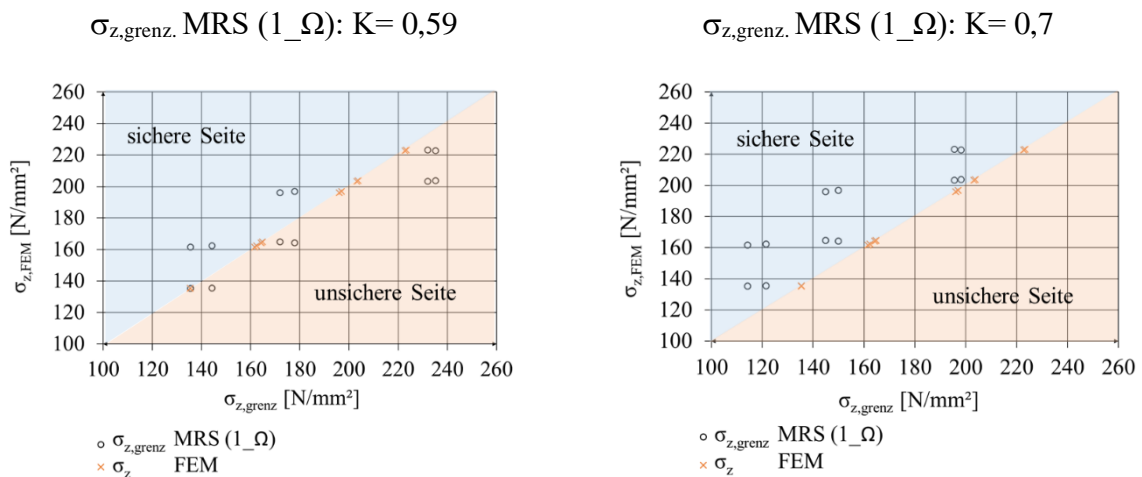 σz,grenz. MRS (1_Ω): K= 0,59
260
240
220
200
180
160
140
120
100
σz,FEM [N/mm²]
sichere Seite
unsichere Seite
100 120 140 160 180 200 220 240 260
σz,grenz [N/mm²]
σz,grenz MRS (1_Ω)
σz FEM
σz,grenz. MRS (1_Ω): K= 0,7
260
240
220
200
180
160
140
120
100
σz,FEM [N/mm²]
sichere Seite
unsichere Seite
100 120 140 160 180 200 220 240 260
σz,grenz [N/mm²]
σz,grenz MRS (1_Ω)
σz FEM